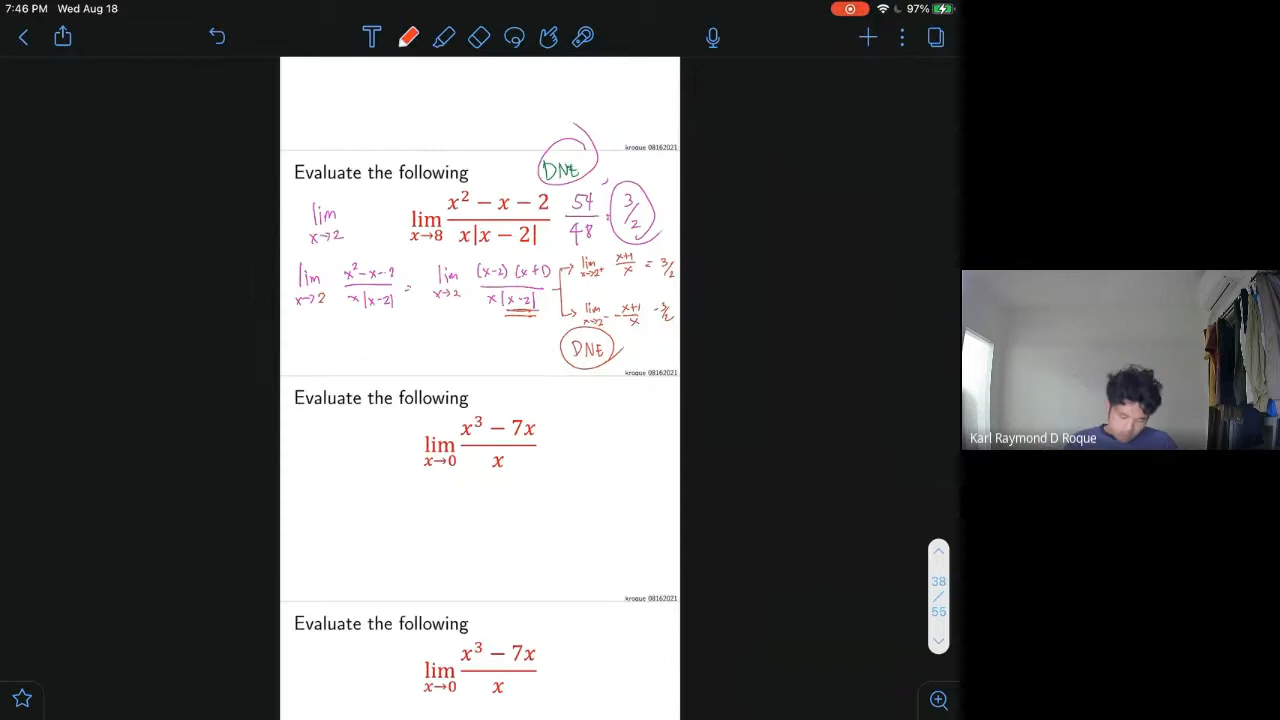 7:46 PM Wed Aug 18
97%
T
kroque 08162021
Evaluate the following
DNE
lim x→8 x² − x − 2 / x|x − 2|
54/48 = 3/2
lim x→2
lim x→2 x²-x-2 / x|x-2| = lim x→2 (x-2)(x+1) / x|x-2|
lim x→2⁺ x+1/x = 3/2
lim x→2⁻ -x+1/x -3/2
DNE
kroque 08162021
Evaluate the following
lim x→0 x³ − 7x / x
kroque 08162021
Evaluate the following
lim x→0 x³ − 7x / x
38 / 55
Karl Raymond D Roque